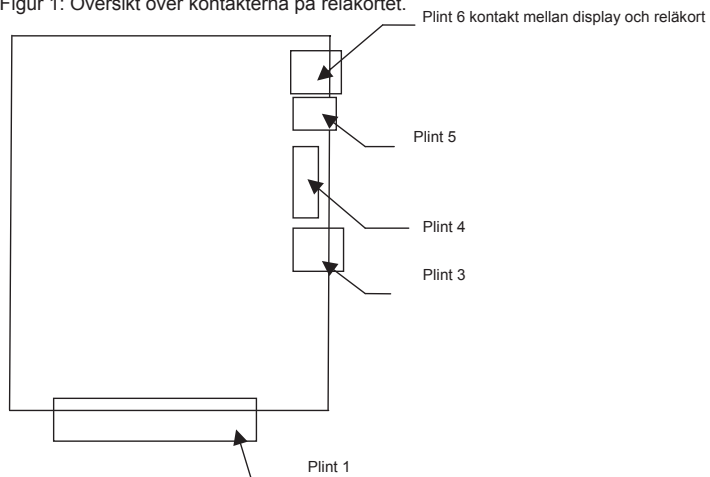 Figur 1: Översikt över kontakterna på reläkortet.
Plint 6 kontakt mellan display och reläkort
Plint 5
Plint 4
Plint 3
Plint 1